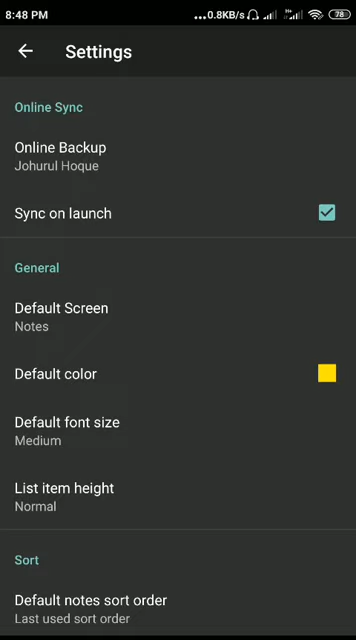 8:48 PM ...0.8KB/s 78
Settings
Online Sync
Online Backup
Johurul Hoque
Sync on launch
General
Default Screen
Notes
Default color
Default font size
Medium
List item height
Normal
Sort
Default notes sort order
Last used sort order